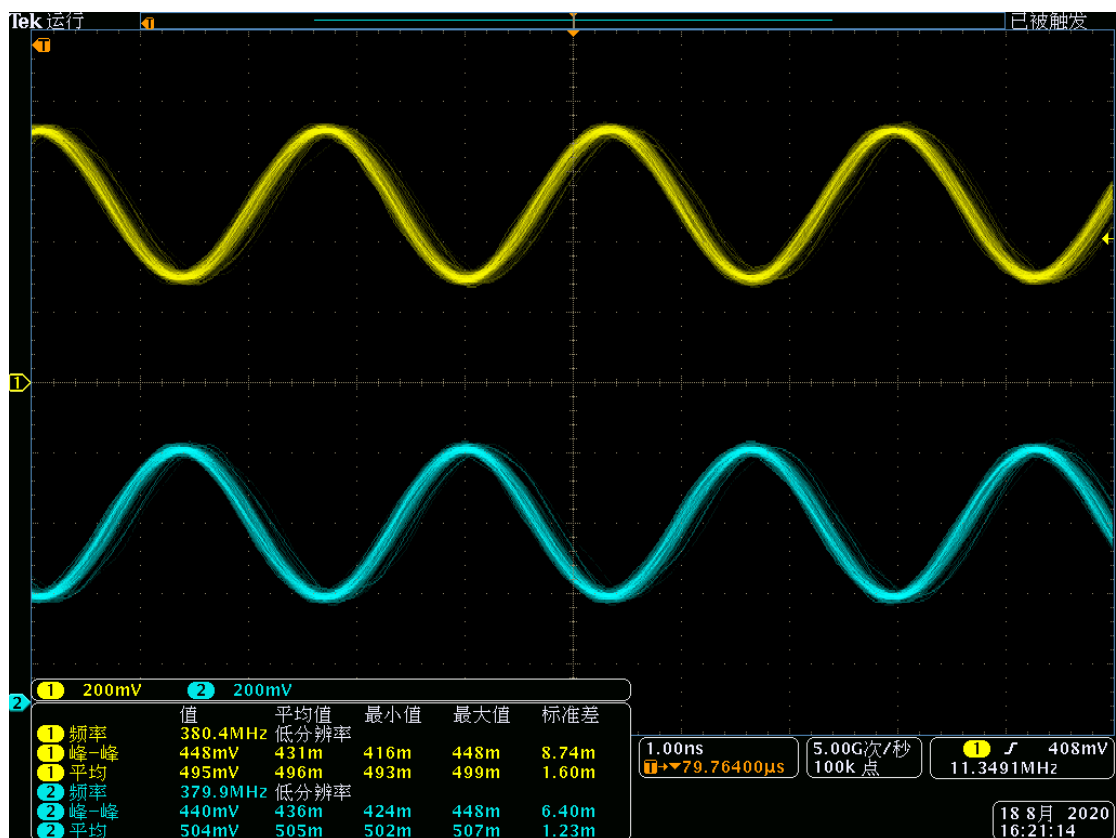 Tek 运行 T 已被触发
T
1
2
1 200mV 2 200mV
值 平均值 最小值 最大值 标准差
1 频率 380.4MHz 低分辨率
1 峰-峰 448mV 431m 416m 448m 8.74m
1 平均 495mV 496m 493m 499m 1.60m
2 频率 379.9MHz 低分辨率
2 峰-峰 440mV 436m 424m 448m 6.40m
2 平均 504mV 505m 502m 507m 1.23m
1.00ns 5.00G次/秒 1 408mV
T→▼79.76400µs 100k 点 11.3491MHz
18 8月 2020
16:21:14